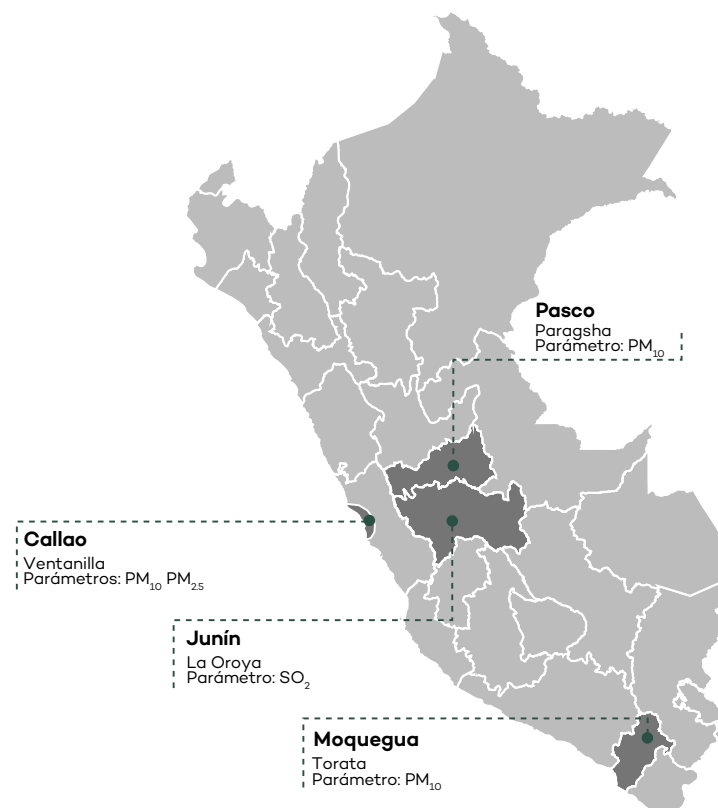 Pasco
Paragsha
Parámetro: PM₁₀
Callao
Ventanilla
Parámetros: PM₁₀ PM₂.₅
Junín
La Oroya
Parámetro: SO₂
Moquegua
Torata
Parámetro: PM₁₀